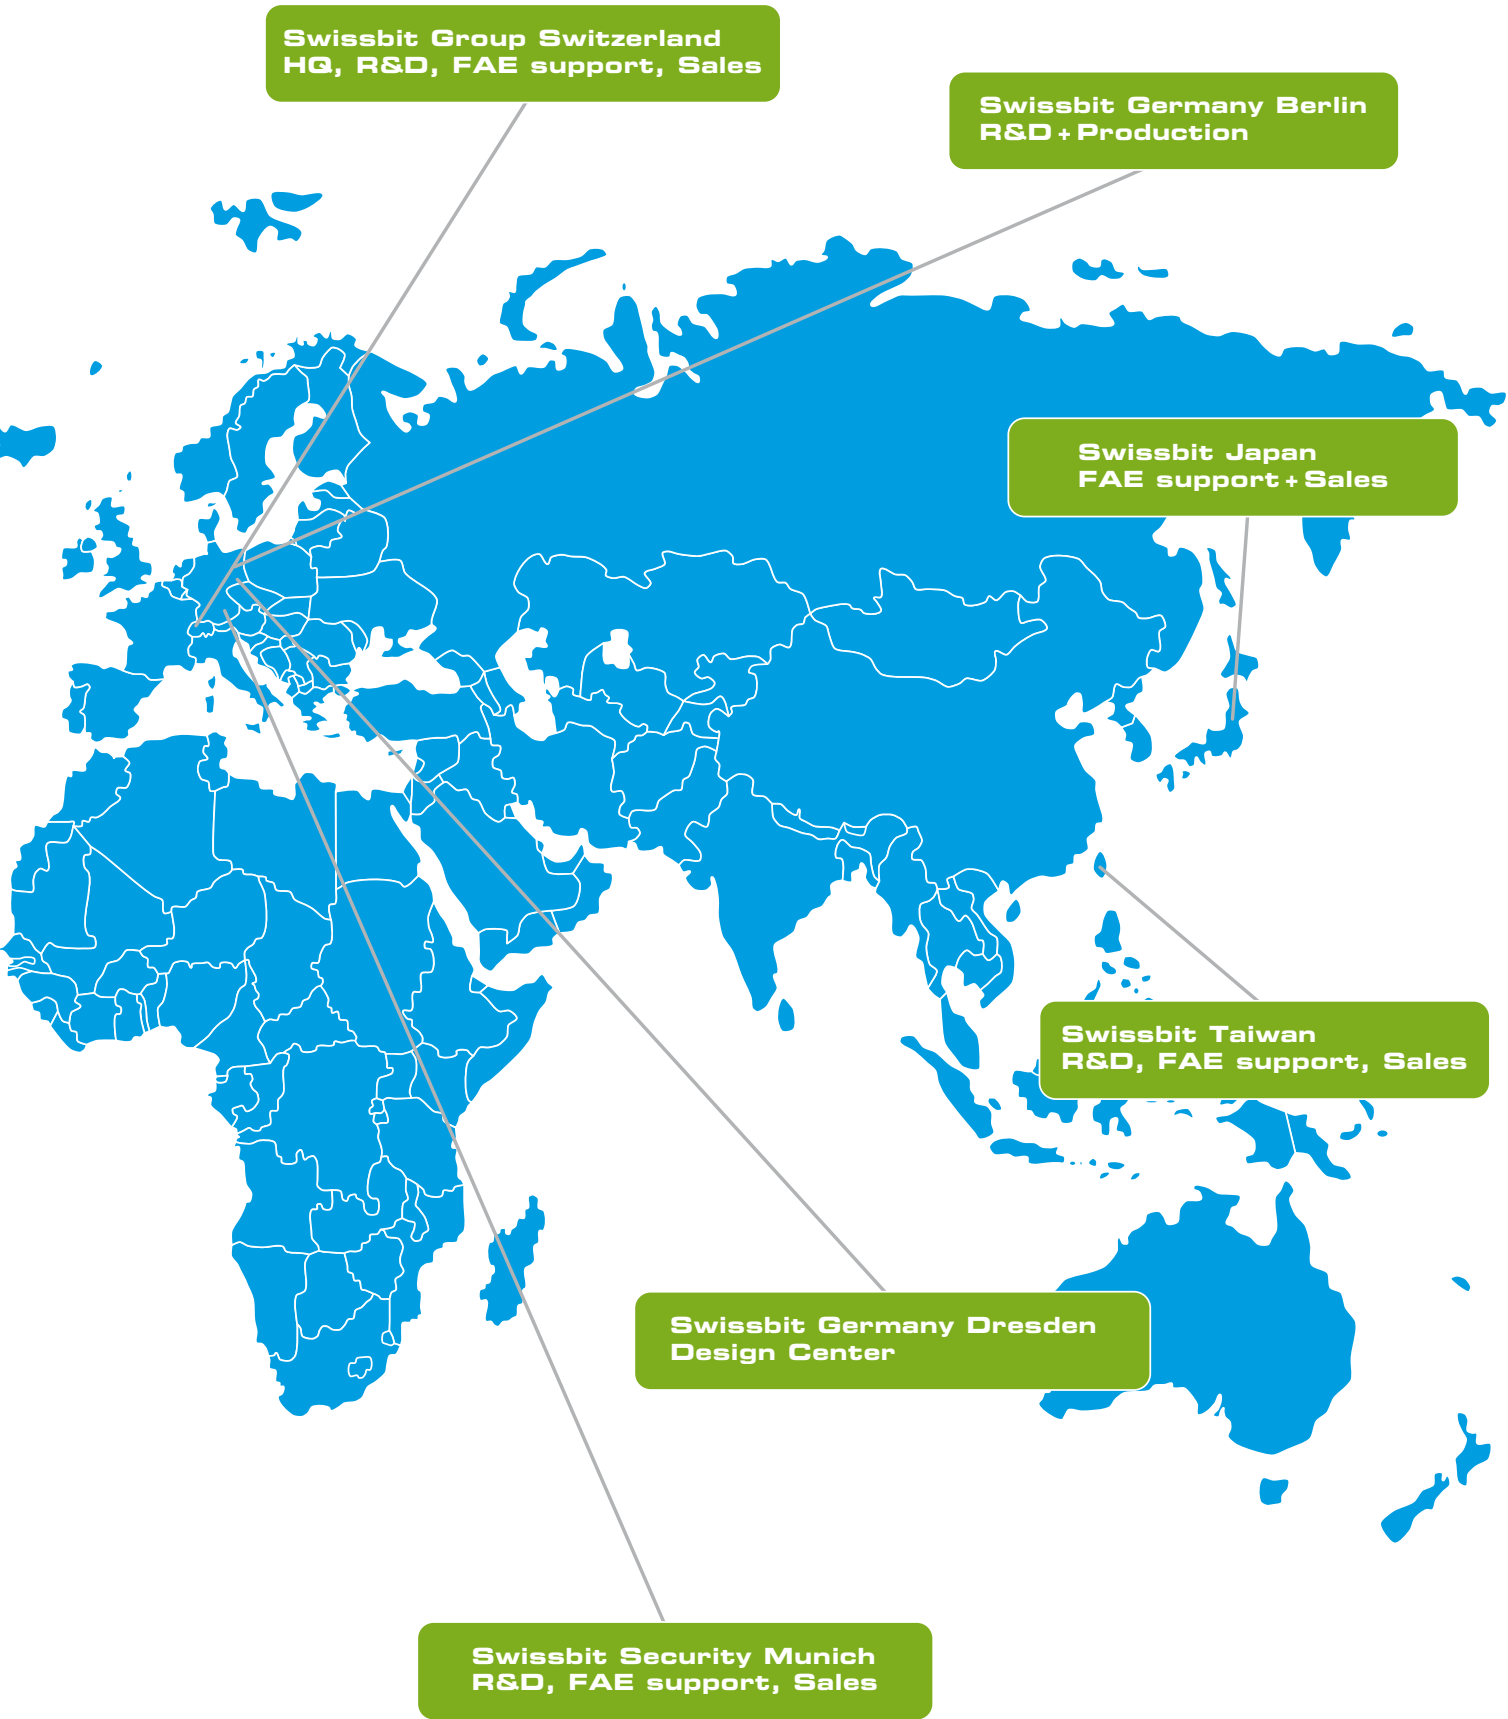 Swissbit Group Switzerland
HQ, R&D, FAE support, Sales
Swissbit Germany Berlin
R&D+Production
Swissbit Japan
FAE support+Sales
Swissbit Taiwan
R&D, FAE support, Sales
Swissbit Germany Dresden
Design Center
Swissbit Security Munich
R&D, FAE support, Sales